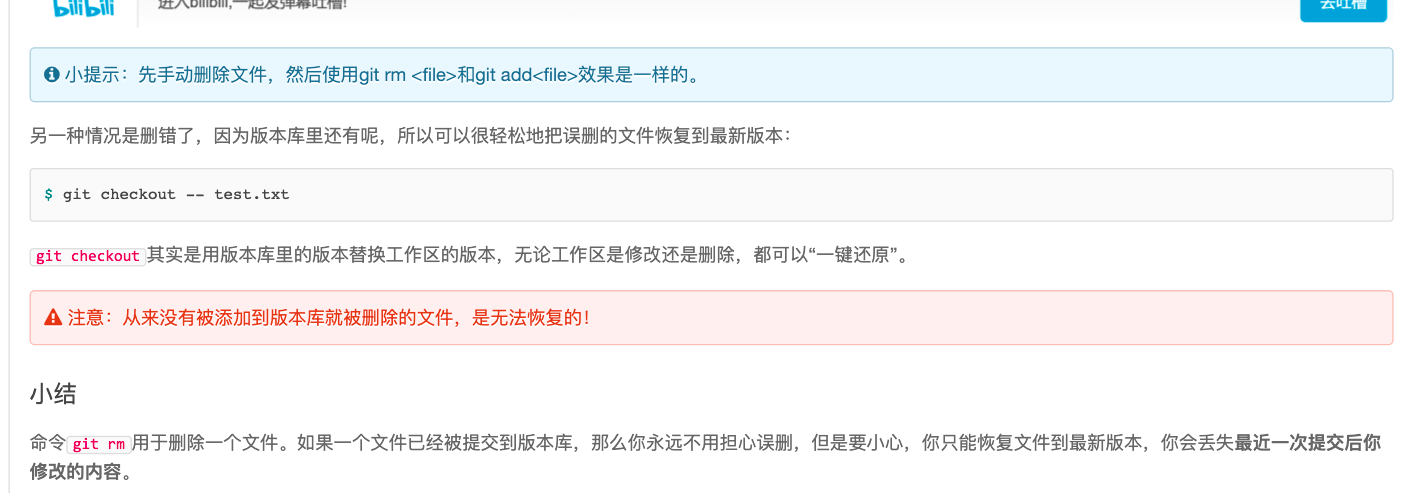 bilibili 进入bilibili,一起发弹幕吐槽! 去吐槽
小提示：先手动删除文件，然后使用git rm <file>和git add<file>效果是一样的。
另一种情况是删错了，因为版本库里还有呢，所以可以很轻松地把误删的文件恢复到最新版本：
$ git checkout -- test.txt
git checkout其实是用版本库里的版本替换工作区的版本，无论工作区是修改还是删除，都可以“一键还原”。
注意：从来没有被添加到版本库就被删除的文件，是无法恢复的！
小结
命令git rm用于删除一个文件。如果一个文件已经被提交到版本库，那么你永远不用担心误删，但是要小心，你只能恢复文件到最新版本，你会丢失最近一次提交后你
修改的内容。